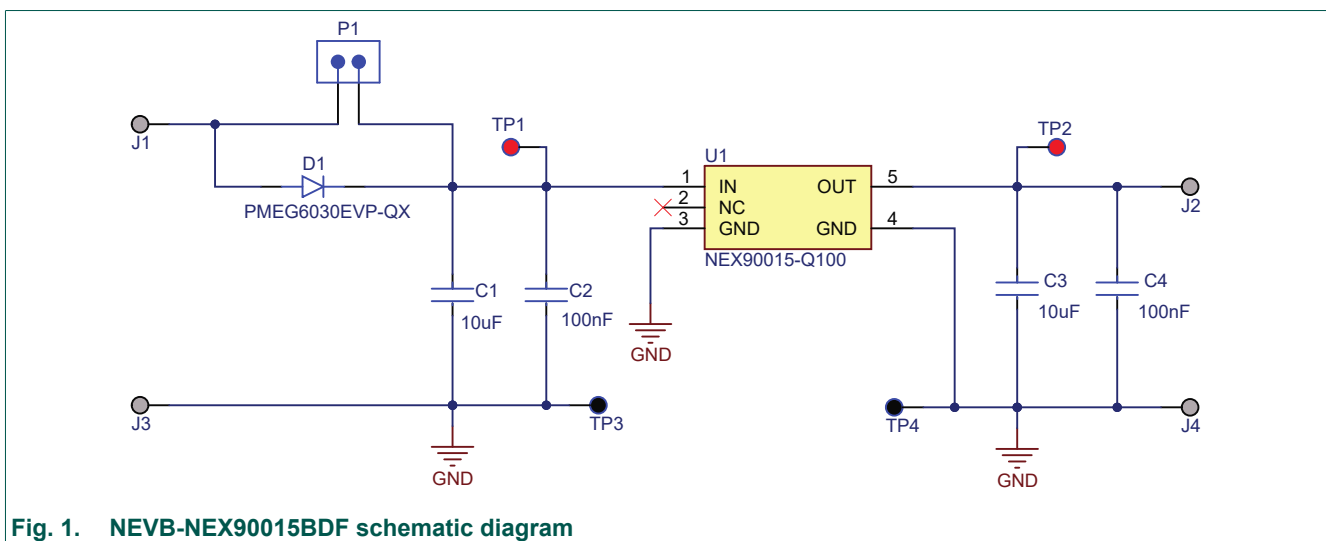 P1
J1
TP1
TP2
D1
PMEG6030EVP-QX
U1
1 IN OUT 5
2 NC
3 GND GND 4
NEX90015-Q100
J2
C1
10uF
C2
100nF
GND
C3
10uF
C4
100nF
J3
TP3
TP4
J4
GND
GND
Fig. 1. NEVB-NEX90015BDF schematic diagram